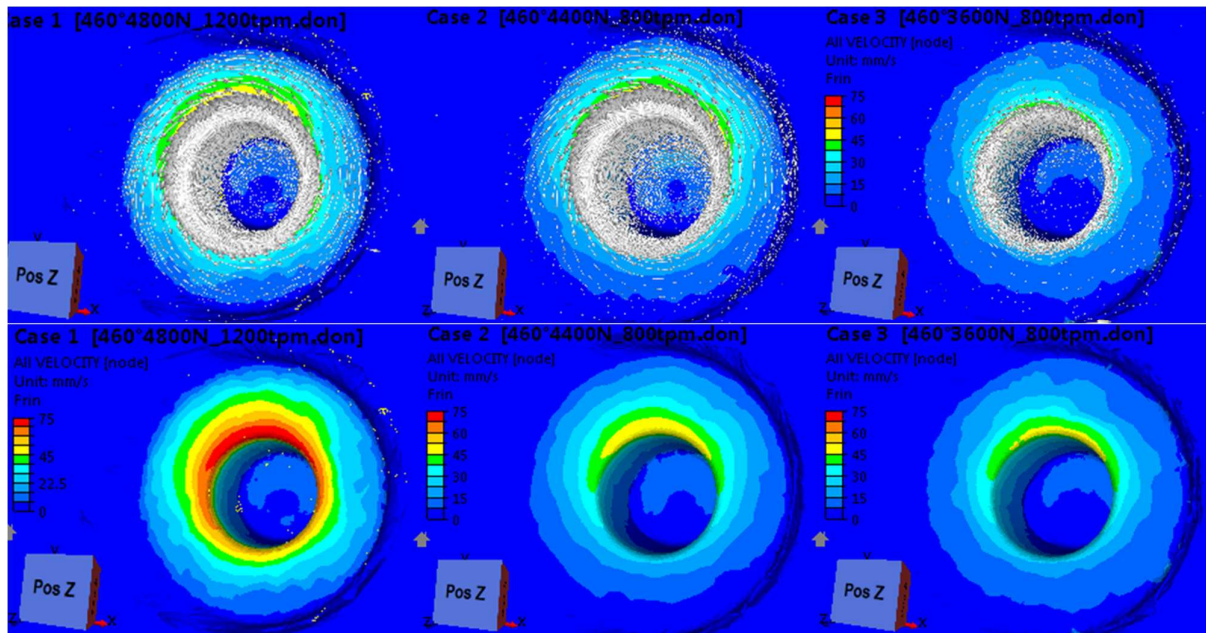 Case 1 [460°4800N_1200tpm.don]
Case 2 [460°4400N_800tpm.don]
Case 3 [460°3600N_800tpm.don]
All VELOCITY [node]
Unit: mm/s
Frin
75
60
45
30
15
0
Pos Z
X
Z
Pos Z
X
Z
Pos Z
X
Case 1 [460°4800N_1200tpm.don]
All VELOCITY [node]
Unit: mm/s
Frin
75
45
22.5
0
Pos Z
Z
X
Case 2 [460°4400N_800tpm.don]
All VELOCITY [node]
Unit: mm/s
Frin
75
60
45
30
15
0
Pos Z
Z
X
Case 3 [460°3600N_800tpm.don]
All VELOCITY [node]
Unit: mm/s
Frin
75
60
45
30
15
0
Pos Z
Z
X